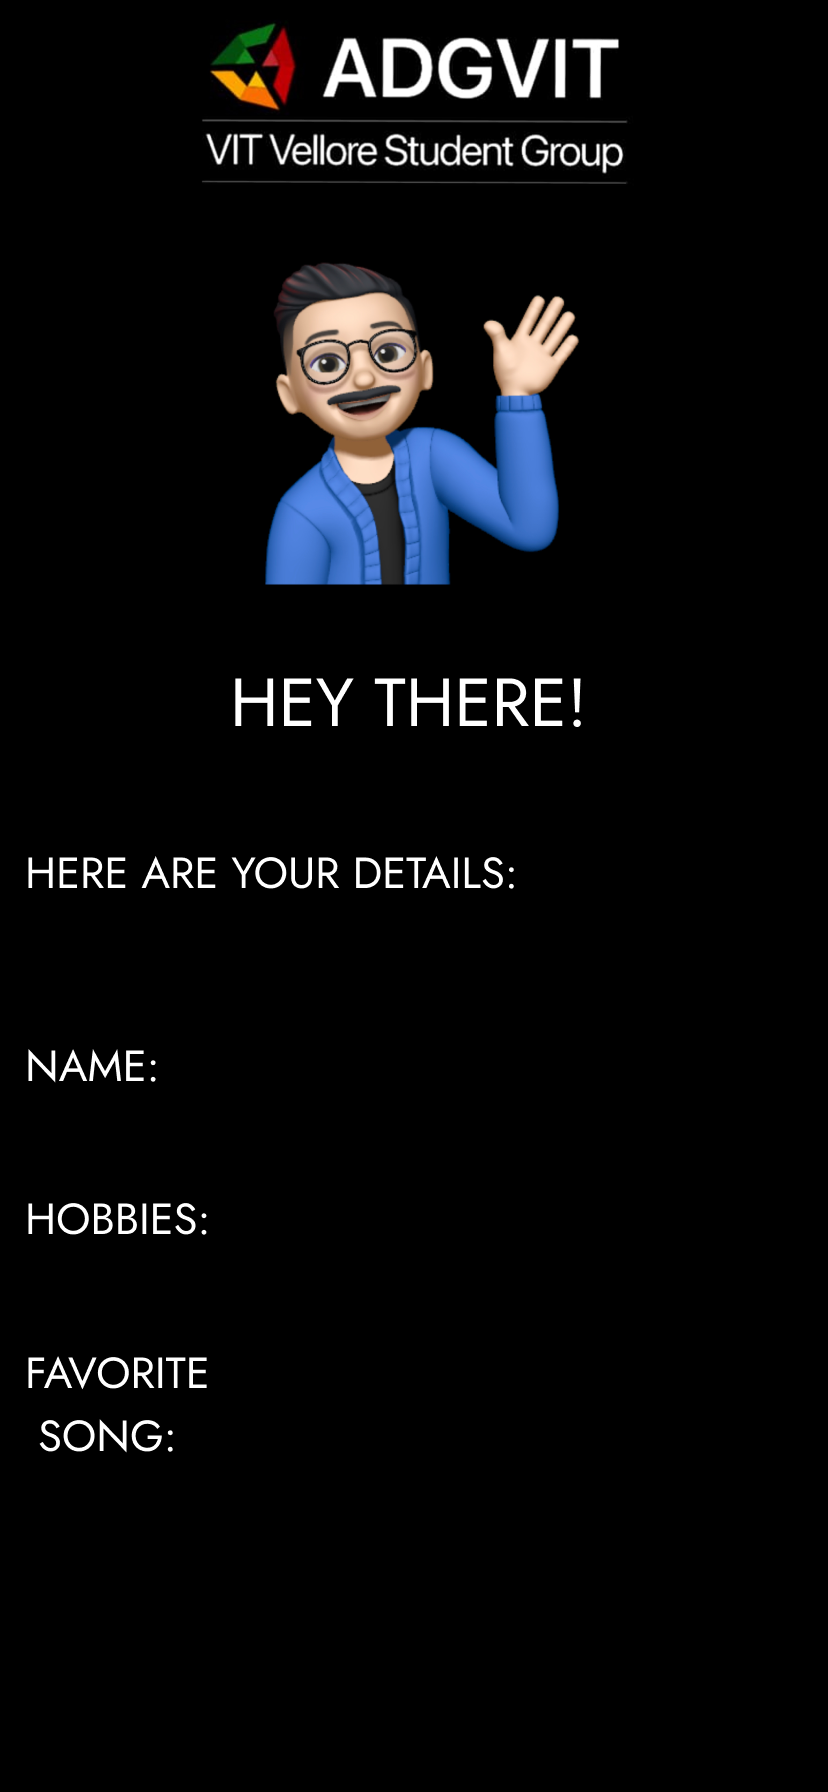 ADGVIT
VIT Vellore Student Group
HEY THERE!
HERE ARE YOUR DETAILS:
NAME:
HOBBIES:
FAVORITE
SONG: